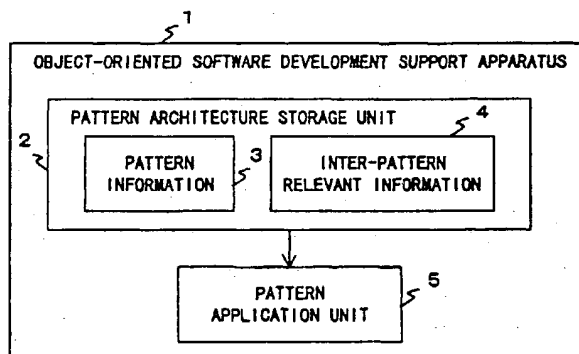 1
OBJECT-ORIENTED SOFTWARE DEVELOPMENT SUPPORT APPARATUS
PATTERN ARCHITECTURE STORAGE UNIT
4
2
PATTERN
INFORMATION
3
INTER-PATTERN
RELEVANT INFORMATION
PATTERN
APPLICATION UNIT
5